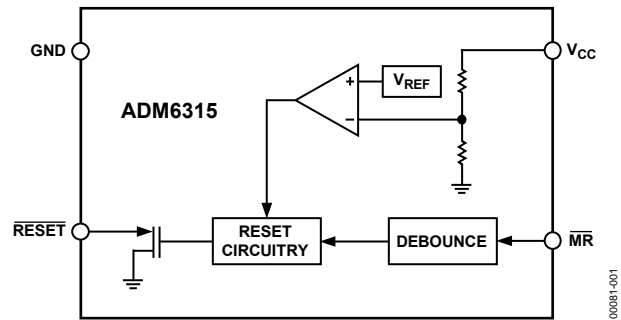 GND
VCC
ADM6315
+
VREF
−
RESET
RESET
CIRCUITRY
DEBOUNCE
MR
00081-001